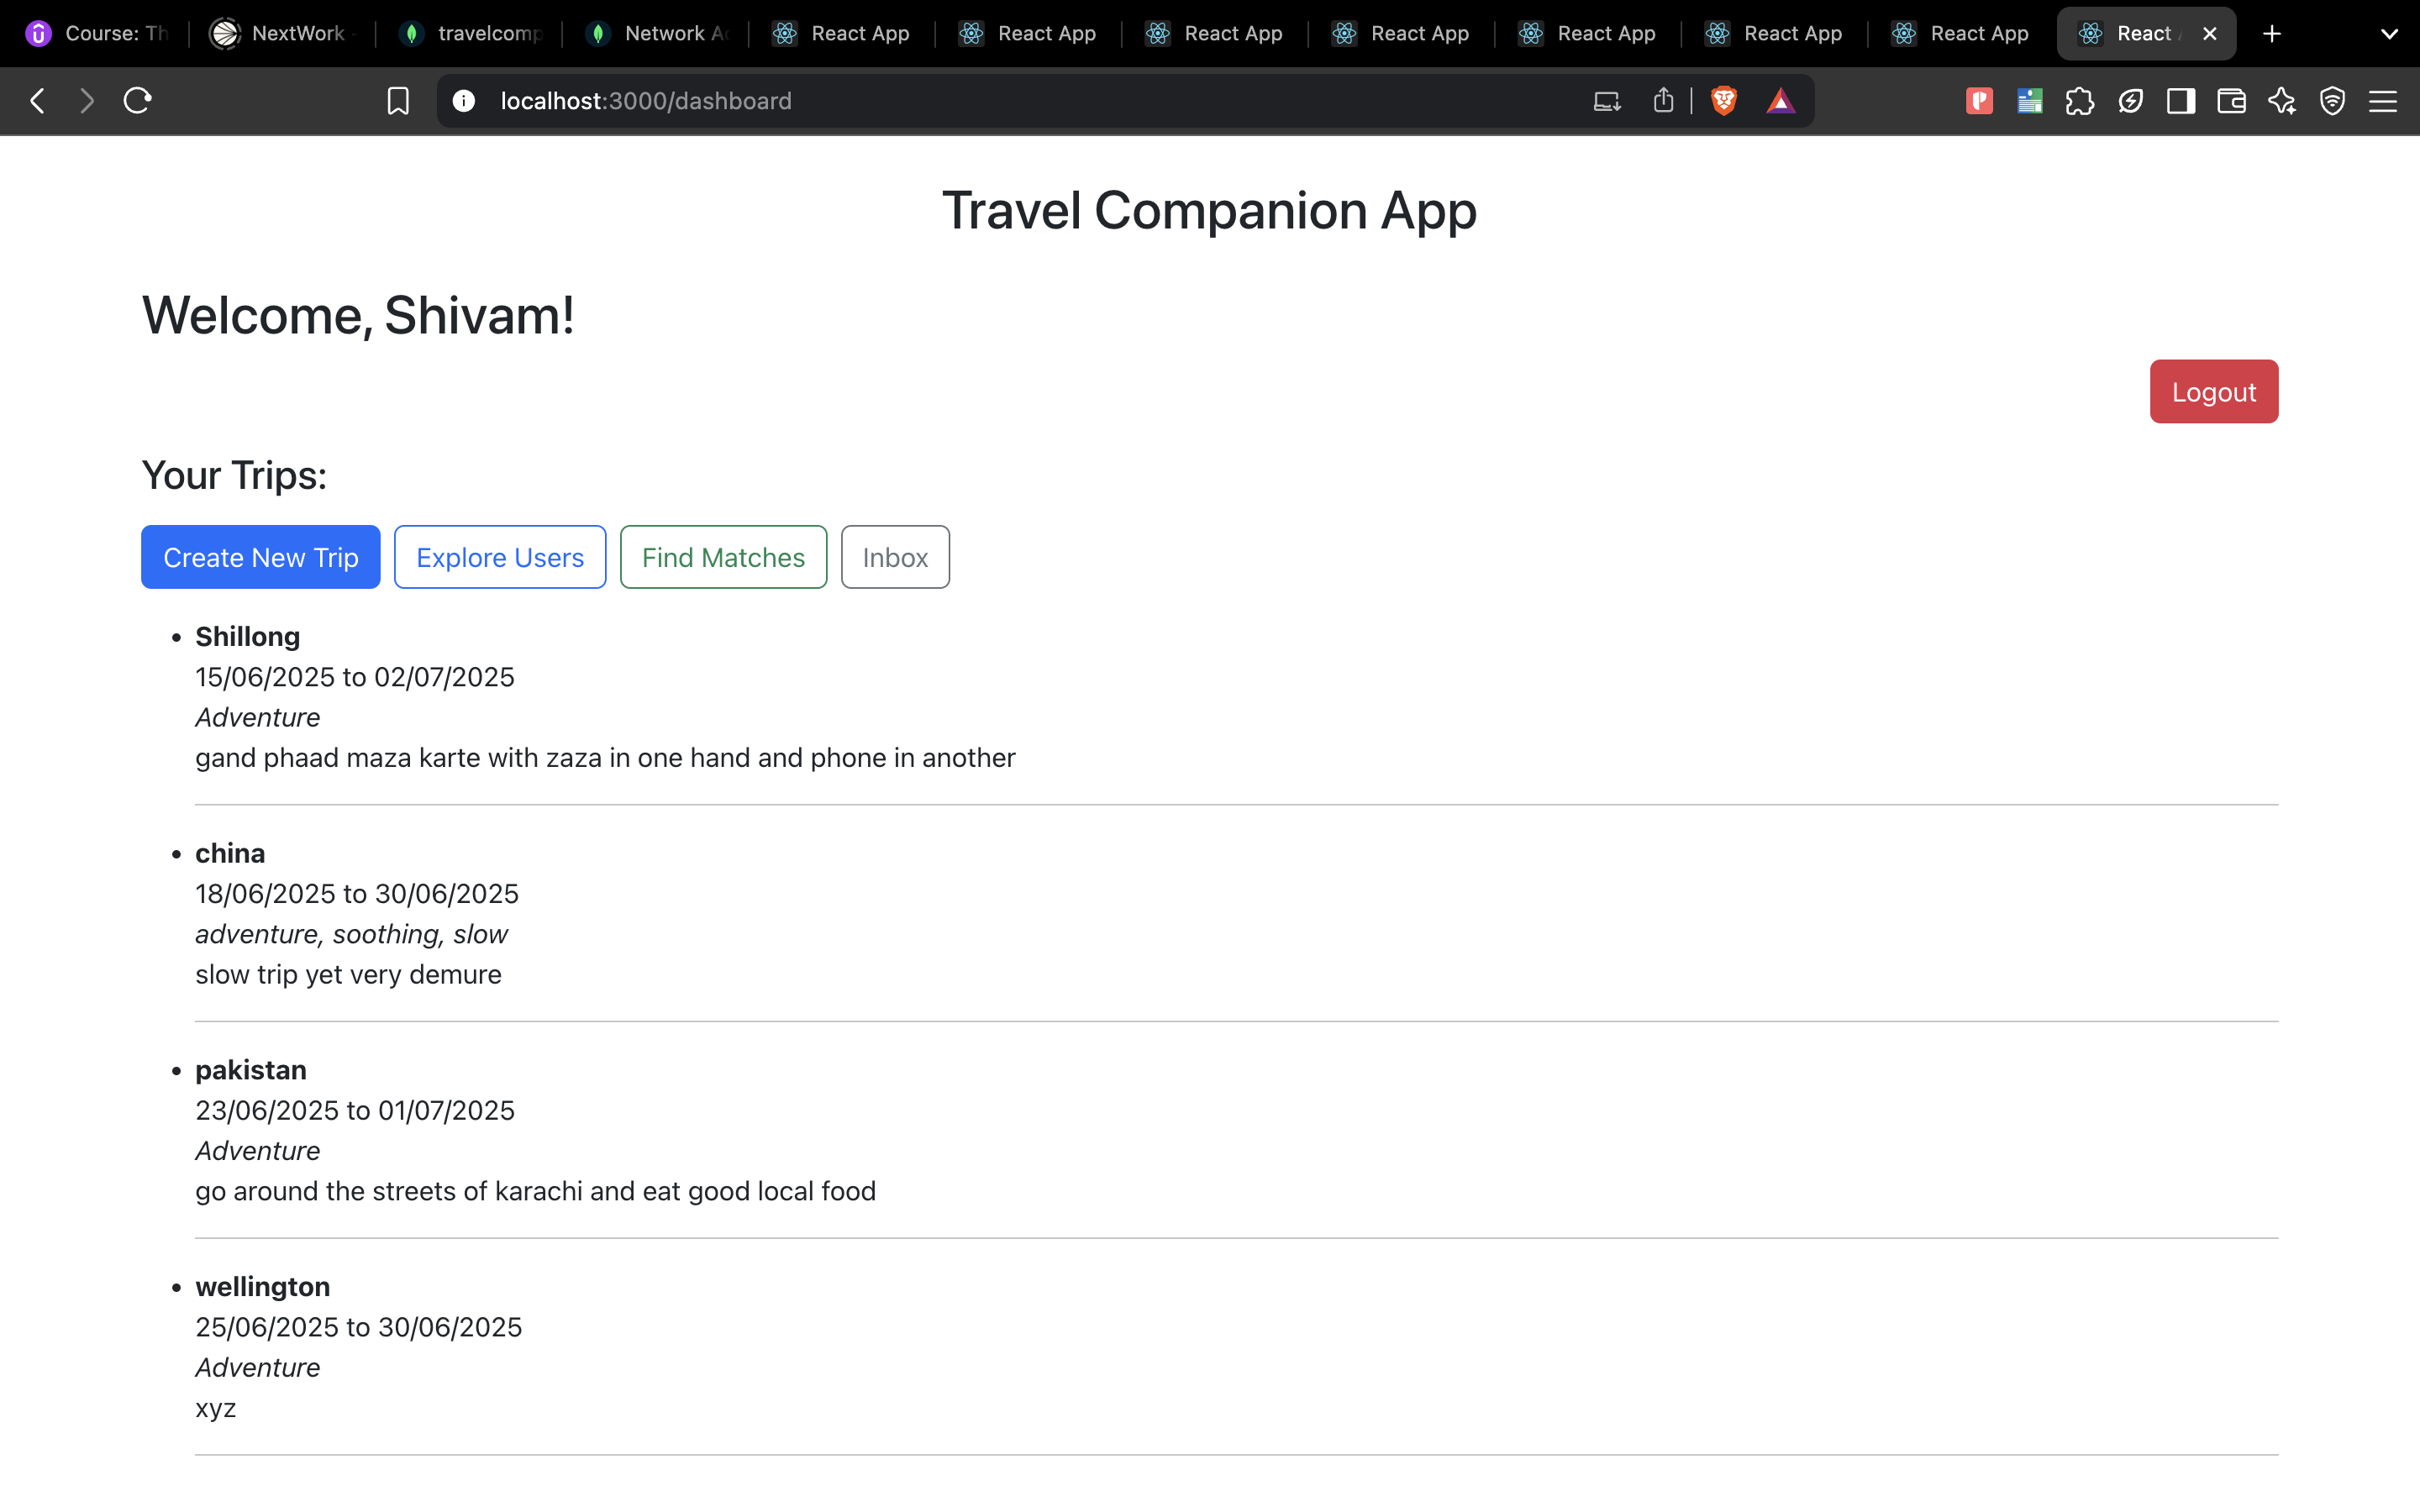 Course: Th
NextWork -
travelcomp
Network Ac
React App
React App
React App
React App
React App
React App
React App
React
localhost:3000/dashboard
Travel Companion App
Welcome, Shivam!
Logout
Your Trips:
Create New Trip
Explore Users
Find Matches
Inbox
Shillong
15/06/2025 to 02/07/2025
Adventure
gand phaad maza karte with zaza in one hand and phone in another
china
18/06/2025 to 30/06/2025
adventure, soothing, slow
slow trip yet very demure
pakistan
23/06/2025 to 01/07/2025
Adventure
go around the streets of karachi and eat good local food
wellington
25/06/2025 to 30/06/2025
Adventure
xyz